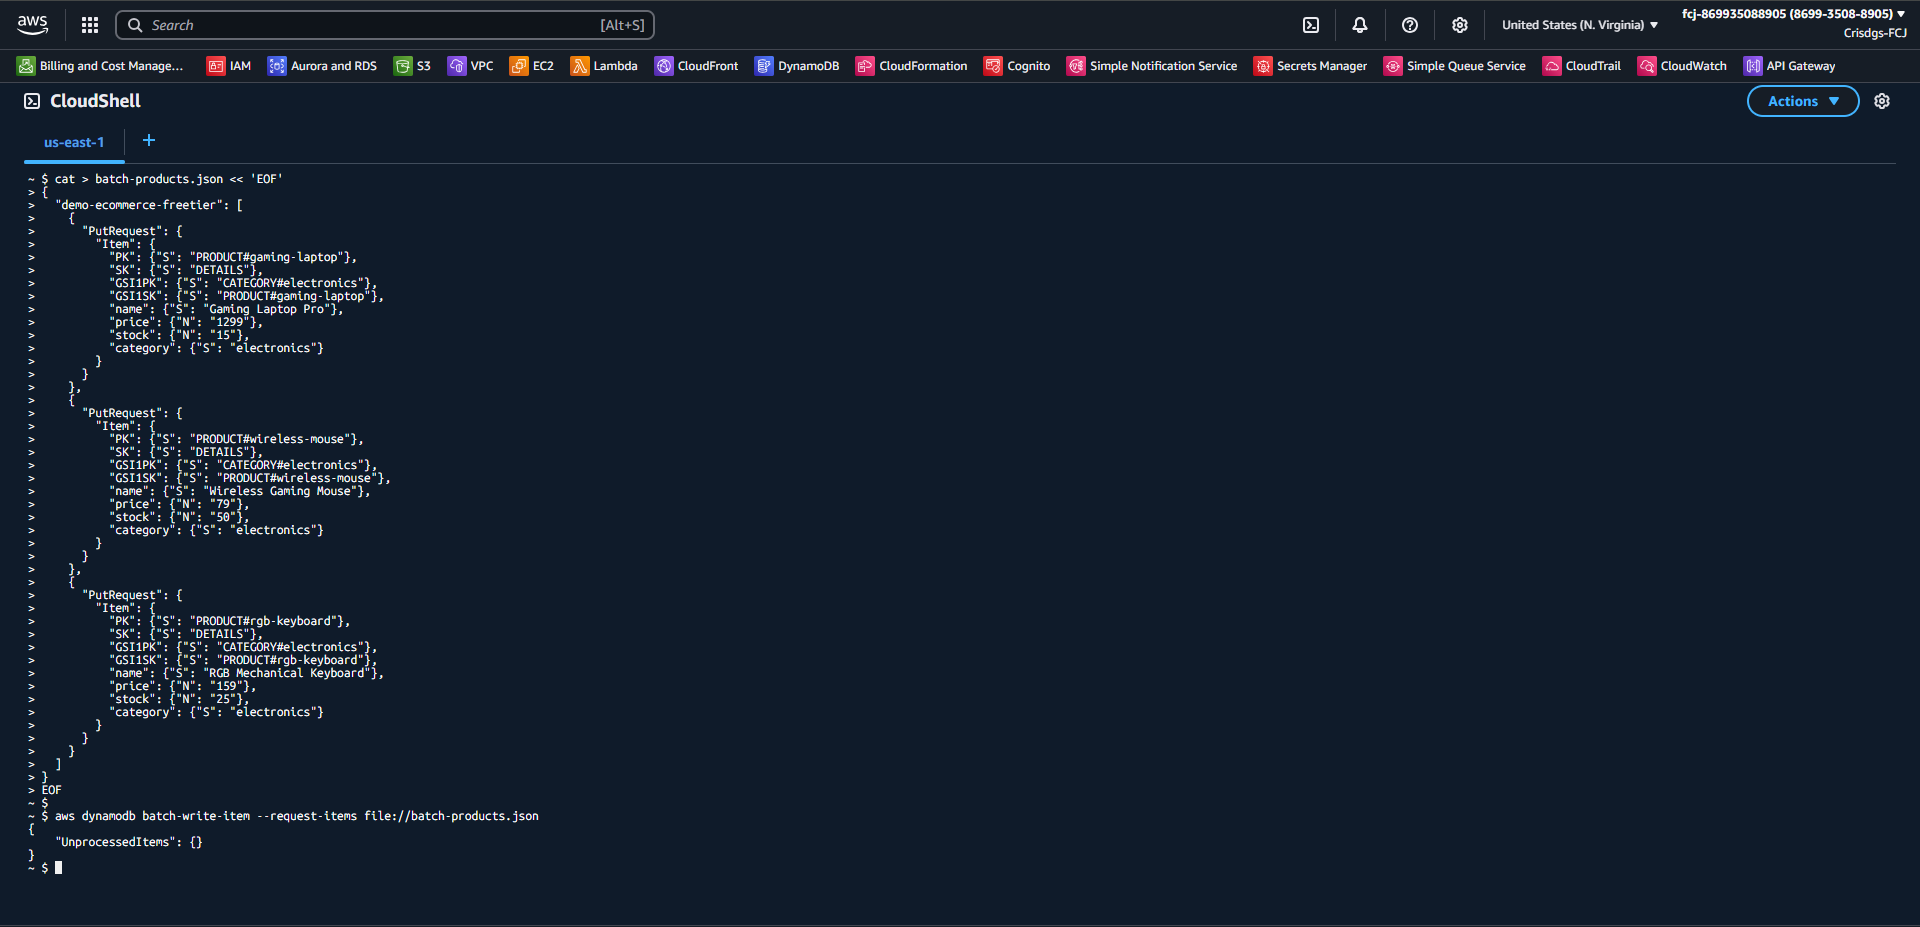 aws
Search [Alt+S]
United States (N. Virginia) ▼
fcj-869935088905 (8699-3508-8905) ▼
Crisdgs-FCJ
Billing and Cost Manage... IAM Aurora and RDS S3 VPC EC2 Lambda CloudFront DynamoDB CloudFormation Cognito Simple Notification Service Secrets Manager Simple Queue Service CloudTrail CloudWatch API Gateway
CloudShell
Actions ▼
us-east-1 +
~ $ cat > batch-products.json << 'EOF'
> {
>   "demo-ecommerce-freetier": [
>     {
>       "PutRequest": {
>         "Item": {
>           "PK": {"S": "PRODUCT#gaming-laptop"},
>           "SK": {"S": "DETAILS"},
>           "GSI1PK": {"S": "CATEGORY#electronics"},
>           "GSI1SK": {"S": "PRODUCT#gaming-laptop"},
>           "name": {"S": "Gaming Laptop Pro"},
>           "price": {"N": "1299"},
>           "stock": {"N": "15"},
>           "category": {"S": "electronics"}
>         }
>       }
>     },
>     {
>       "PutRequest": {
>         "Item": {
>           "PK": {"S": "PRODUCT#wireless-mouse"},
>           "SK": {"S": "DETAILS"},
>           "GSI1PK": {"S": "CATEGORY#electronics"},
>           "GSI1SK": {"S": "PRODUCT#wireless-mouse"},
>           "name": {"S": "Wireless Gaming Mouse"},
>           "price": {"N": "79"},
>           "stock": {"N": "50"},
>           "category": {"S": "electronics"}
>         }
>       }
>     },
>     {
>       "PutRequest": {
>         "Item": {
>           "PK": {"S": "PRODUCT#rgb-keyboard"},
>           "SK": {"S": "DETAILS"},
>           "GSI1PK": {"S": "CATEGORY#electronics"},
>           "GSI1SK": {"S": "PRODUCT#rgb-keyboard"},
>           "name": {"S": "RGB Mechanical Keyboard"},
>           "price": {"N": "159"},
>           "stock": {"N": "25"},
>           "category": {"S": "electronics"}
>         }
>       }
>     }
>   ]
> }
> EOF
~ $
~ $ aws dynamodb batch-write-item --request-items file://batch-products.json
{
    "UnprocessedItems": {}
}
~ $